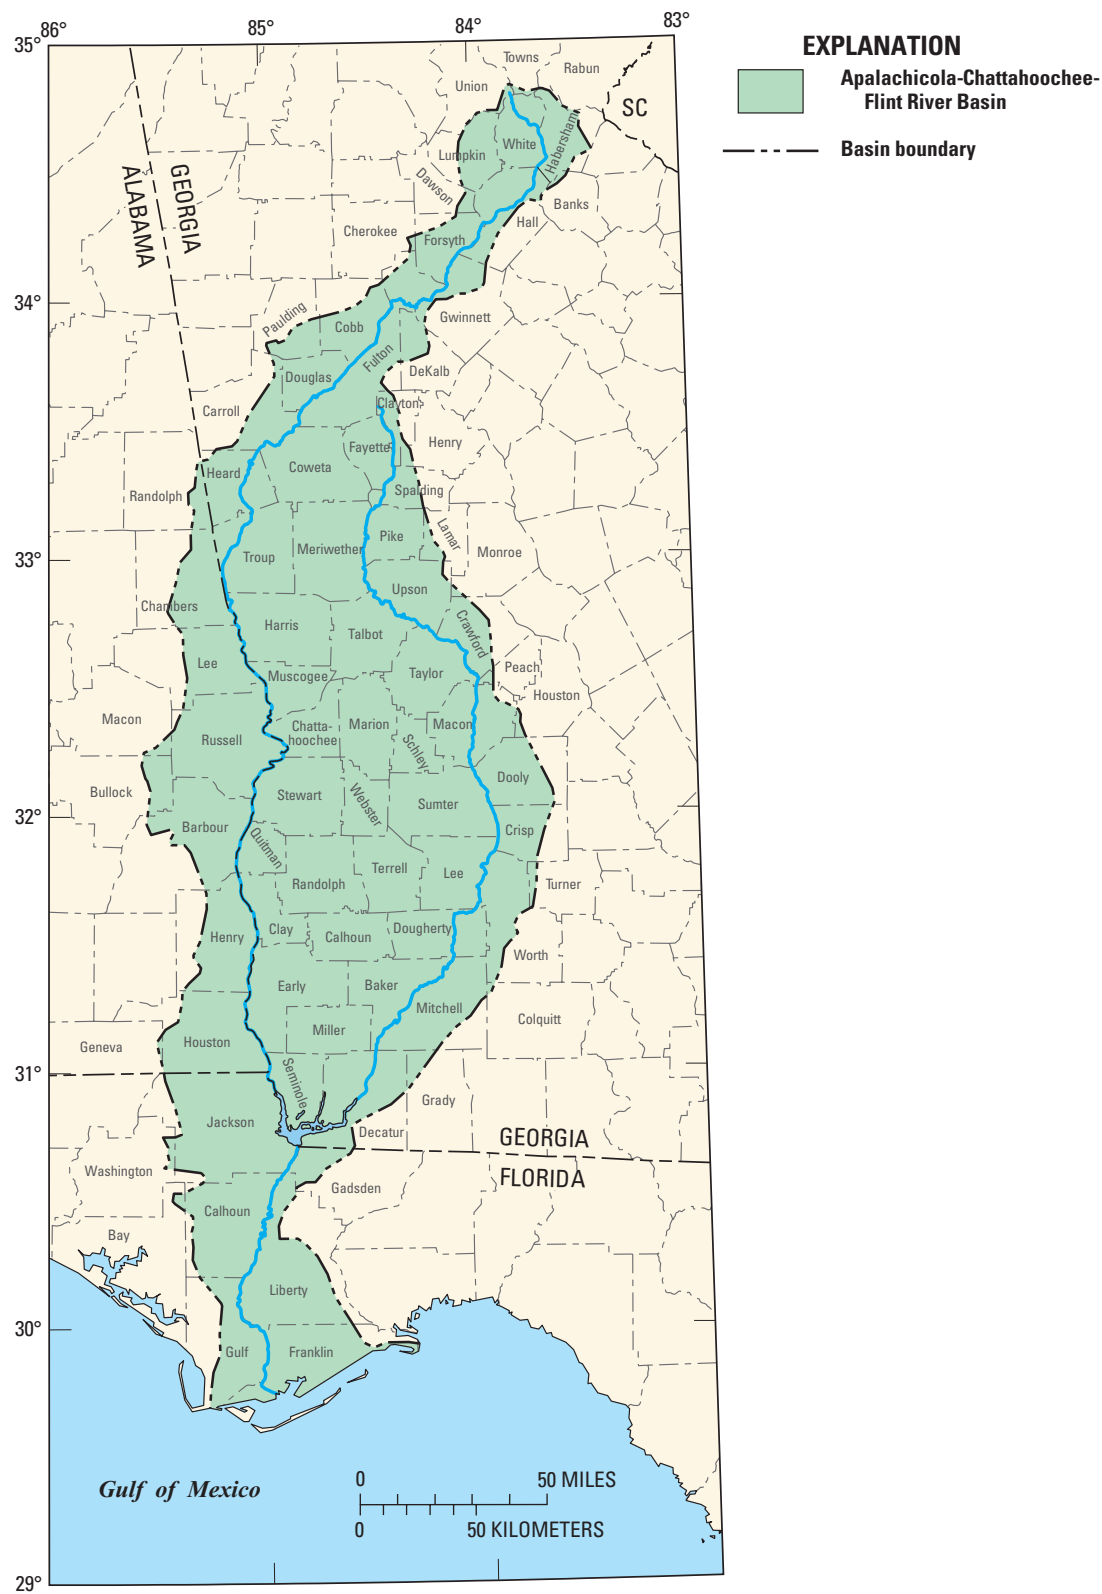 86°
85°
84°
83°
35°
EXPLANATION
Apalachicola-Chattahoochee-
Flint River Basin
Basin boundary
Towns
Rabun
Union
SC
White
Habersham
Lumpkin
Dawson
GEORGIA
ALABAMA
Banks
Hall
Cherokee
Forsyth
34°
Paulding
Gwinnett
Cobb
Fulton
DeKalb
Douglas
Clayton
Carroll
Henry
Fayette
Coweta
Heard
Spalding
Randolph
Lamar
Pike
Monroe
Meriwether
Troup
33°
Upson
Chambers
Harris
Talbot
Crawford
Lee
Peach
Taylor
Muscogee
Houston
Macon
Marion
Macon
Chatta-
hoochee
Russell
Schley
Dooly
Bullock
Stewart
Webster
Sumter
32°
Barbour
Crisp
Quitman
Terrell
Lee
Randolph
Turner
Clay
Dougherty
Henry
Calhoun
Worth
Early
Baker
Mitchell
Colquitt
Miller
Houston
Geneva
31°
Seminole
Grady
Jackson
Decatur
GEORGIA
FLORIDA
Washington
Gadsden
Calhoun
Bay
Liberty
30°
Gulf
Franklin
Gulf of Mexico
0
50 MILES
0
50 KILOMETERS
29°